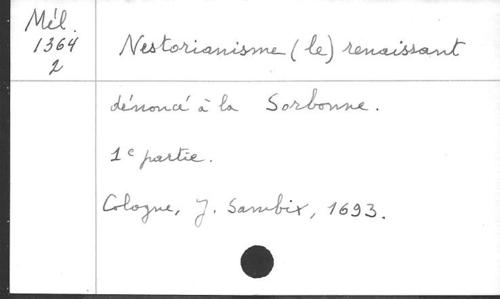 Mél.
1364
2
Nestorianisme (le) renaissant
dénoncé à la Sorbonne.
1e partie.
Cologne, J. Sambix, 1693.